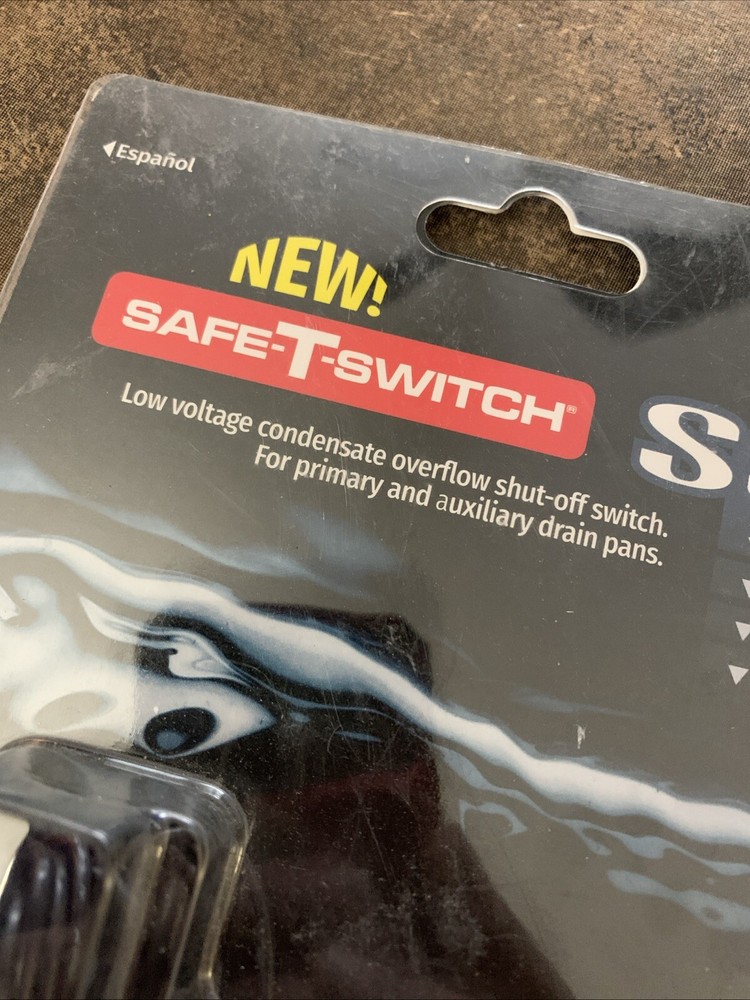 Español
NEW!
SAFE-T-SWITCH®
Low voltage condensate overflow shut-off switch.
For primary and auxiliary drain pans.
S